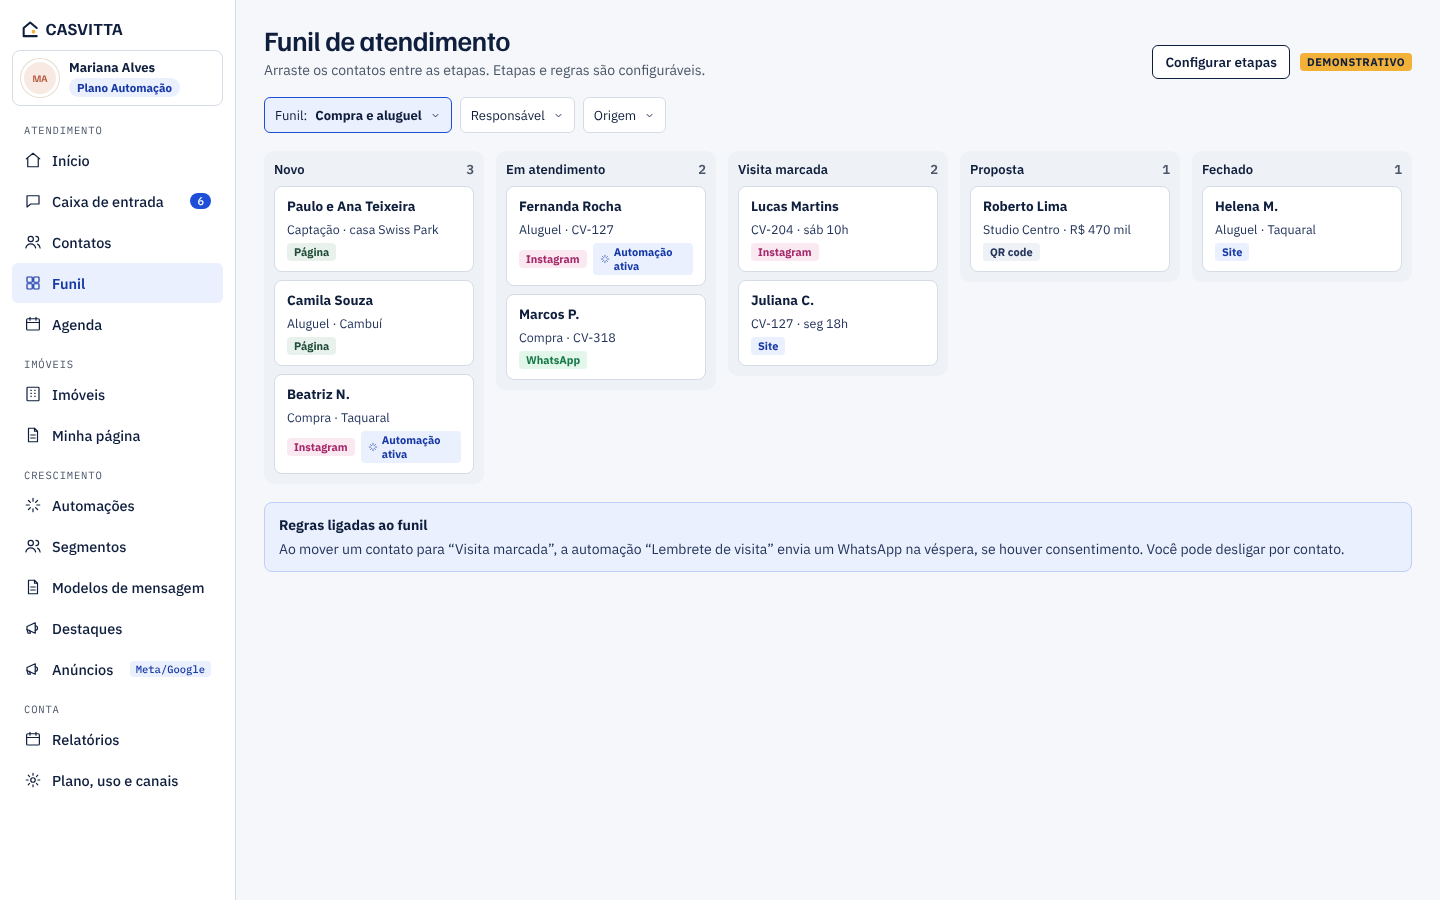 CASVITTA
MA
Mariana Alves
Plano Automação
ATENDIMENTO
Início
Caixa de entrada 6
Contatos
Funil
Agenda
IMÓVEIS
Imóveis
Minha página
CRESCIMENTO
Automações
Segmentos
Modelos de mensagem
Destaques
Anúncios Meta/Google
CONTA
Relatórios
Plano, uso e canais
Funil de atendimento
Arraste os contatos entre as etapas. Etapas e regras são configuráveis.
Configurar etapas
DEMONSTRATIVO
Funil: Compra e aluguel
Responsável
Origem
Novo 3
Paulo e Ana Teixeira
Captação · casa Swiss Park
Página
Camila Souza
Aluguel · Cambuí
Página
Beatriz N.
Compra · Taquaral
Instagram
Automação
ativa
Em atendimento 2
Fernanda Rocha
Aluguel · CV-127
Instagram
Automação
ativa
Marcos P.
Compra · CV-318
WhatsApp
Visita marcada 2
Lucas Martins
CV-204 · sáb 10h
Instagram
Juliana C.
CV-127 · seg 18h
Site
Proposta 1
Roberto Lima
Studio Centro · R$ 470 mil
QR code
Fechado 1
Helena M.
Aluguel · Taquaral
Site
Regras ligadas ao funil
Ao mover um contato para “Visita marcada”, a automação “Lembrete de visita” envia um WhatsApp na véspera, se houver consentimento. Você pode desligar por contato.